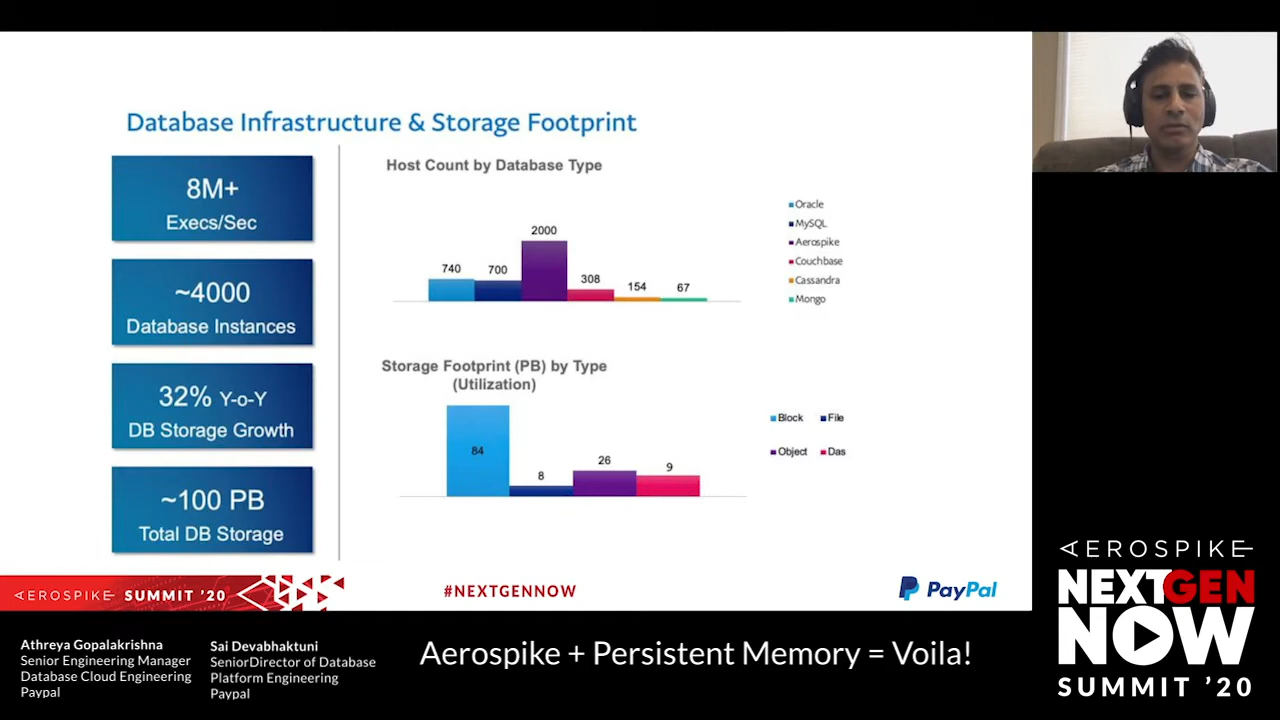 Database Infrastructure & Storage Footprint
8M+
Execs/Sec
~4000
Database Instances
32% Y-o-Y
DB Storage Growth
~100 PB
Total DB Storage
Host Count by Database Type
740
700
2000
308
154
67
Oracle
MySQL
Aerospike
Couchbase
Cassandra
Mongo
Storage Footprint (PB) by Type
(Utilization)
84
8
26
9
Block
File
Object
Das
AEROSPIKE SUMMIT '20
#NEXTGENNOW
PayPal
Athreya Gopalakrishna
Senior Engineering Manager
Database Cloud Engineering
Paypal
Sai Devabhaktuni
SeniorDirector of Database
Platform Engineering
Paypal
Aerospike + Persistent Memory = Voila!
AEROSPIKE
NEXTGEN
NOW
SUMMIT '20